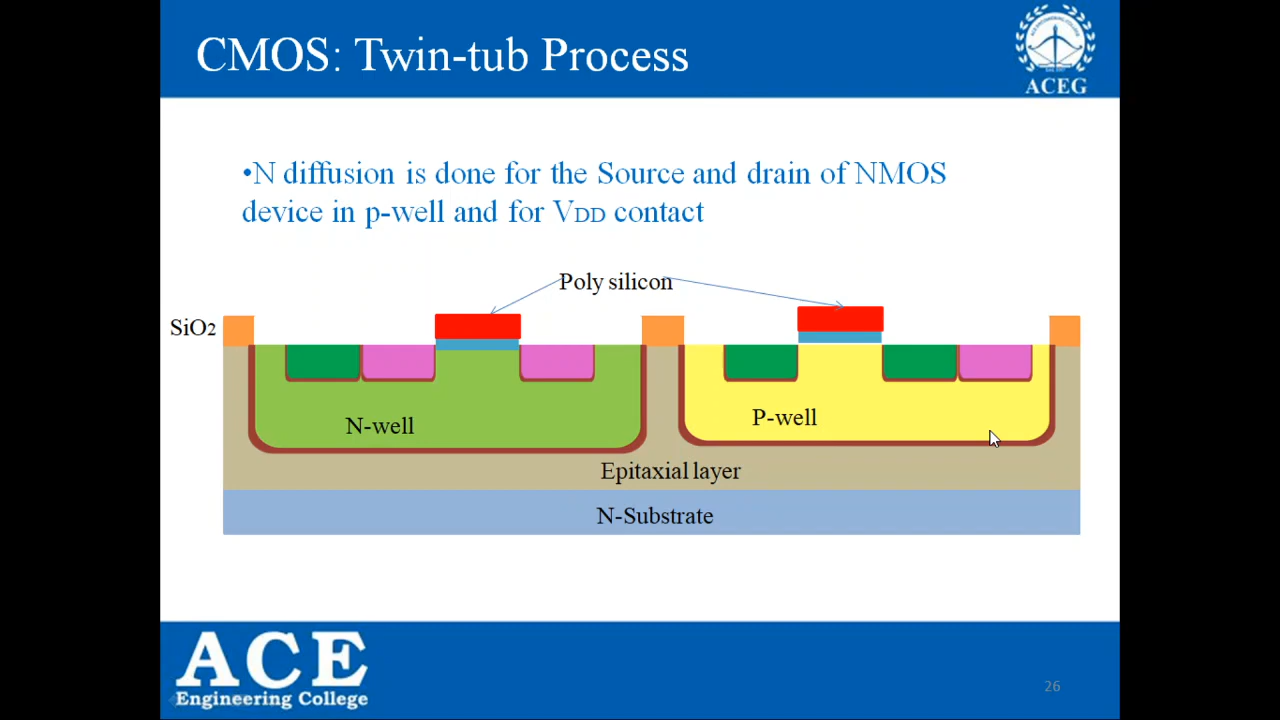 CMOS: Twin-tub Process
ACEG
•N diffusion is done for the Source and drain of NMOS
device in p-well and for VDD contact
Poly silicon
SiO2
N-well
P-well
Epitaxial layer
N-Substrate
ACE
Engineering College
26